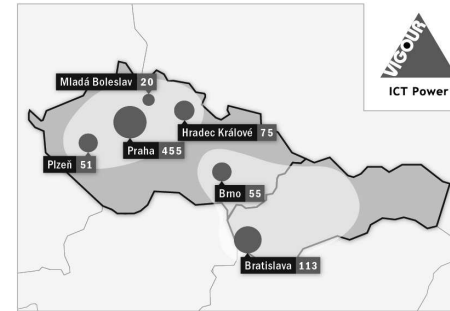 VIGOUR
ICT Power
Mladá Boleslav 20
Hradec Králové 75
Praha 455
Plzeň 51
Brno 55
Bratislava 113